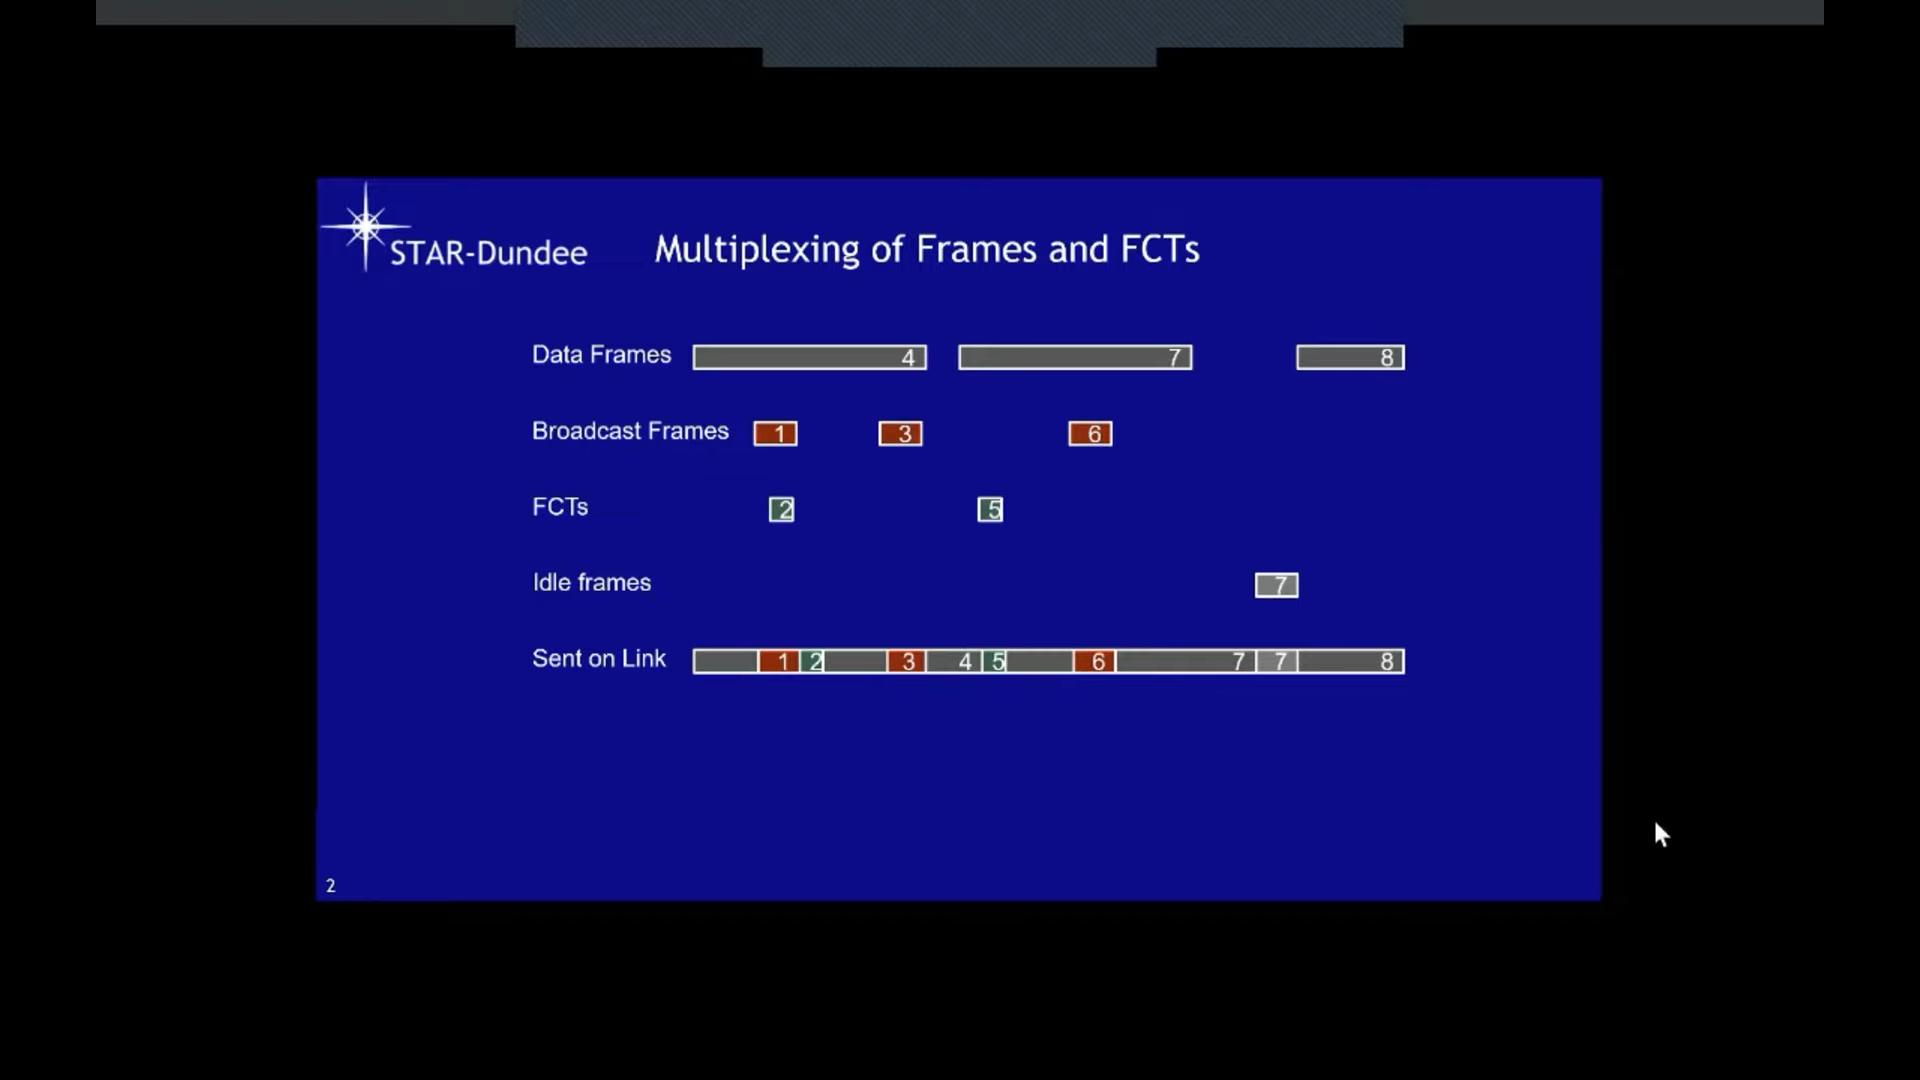 STAR-Dundee
Multiplexing of Frames and FCTs
Data Frames 4 7 8
Broadcast Frames 1 3 6
FCTs 2 5
Idle frames 7
Sent on Link 1 2 3 4 5 6 7 7 8
2